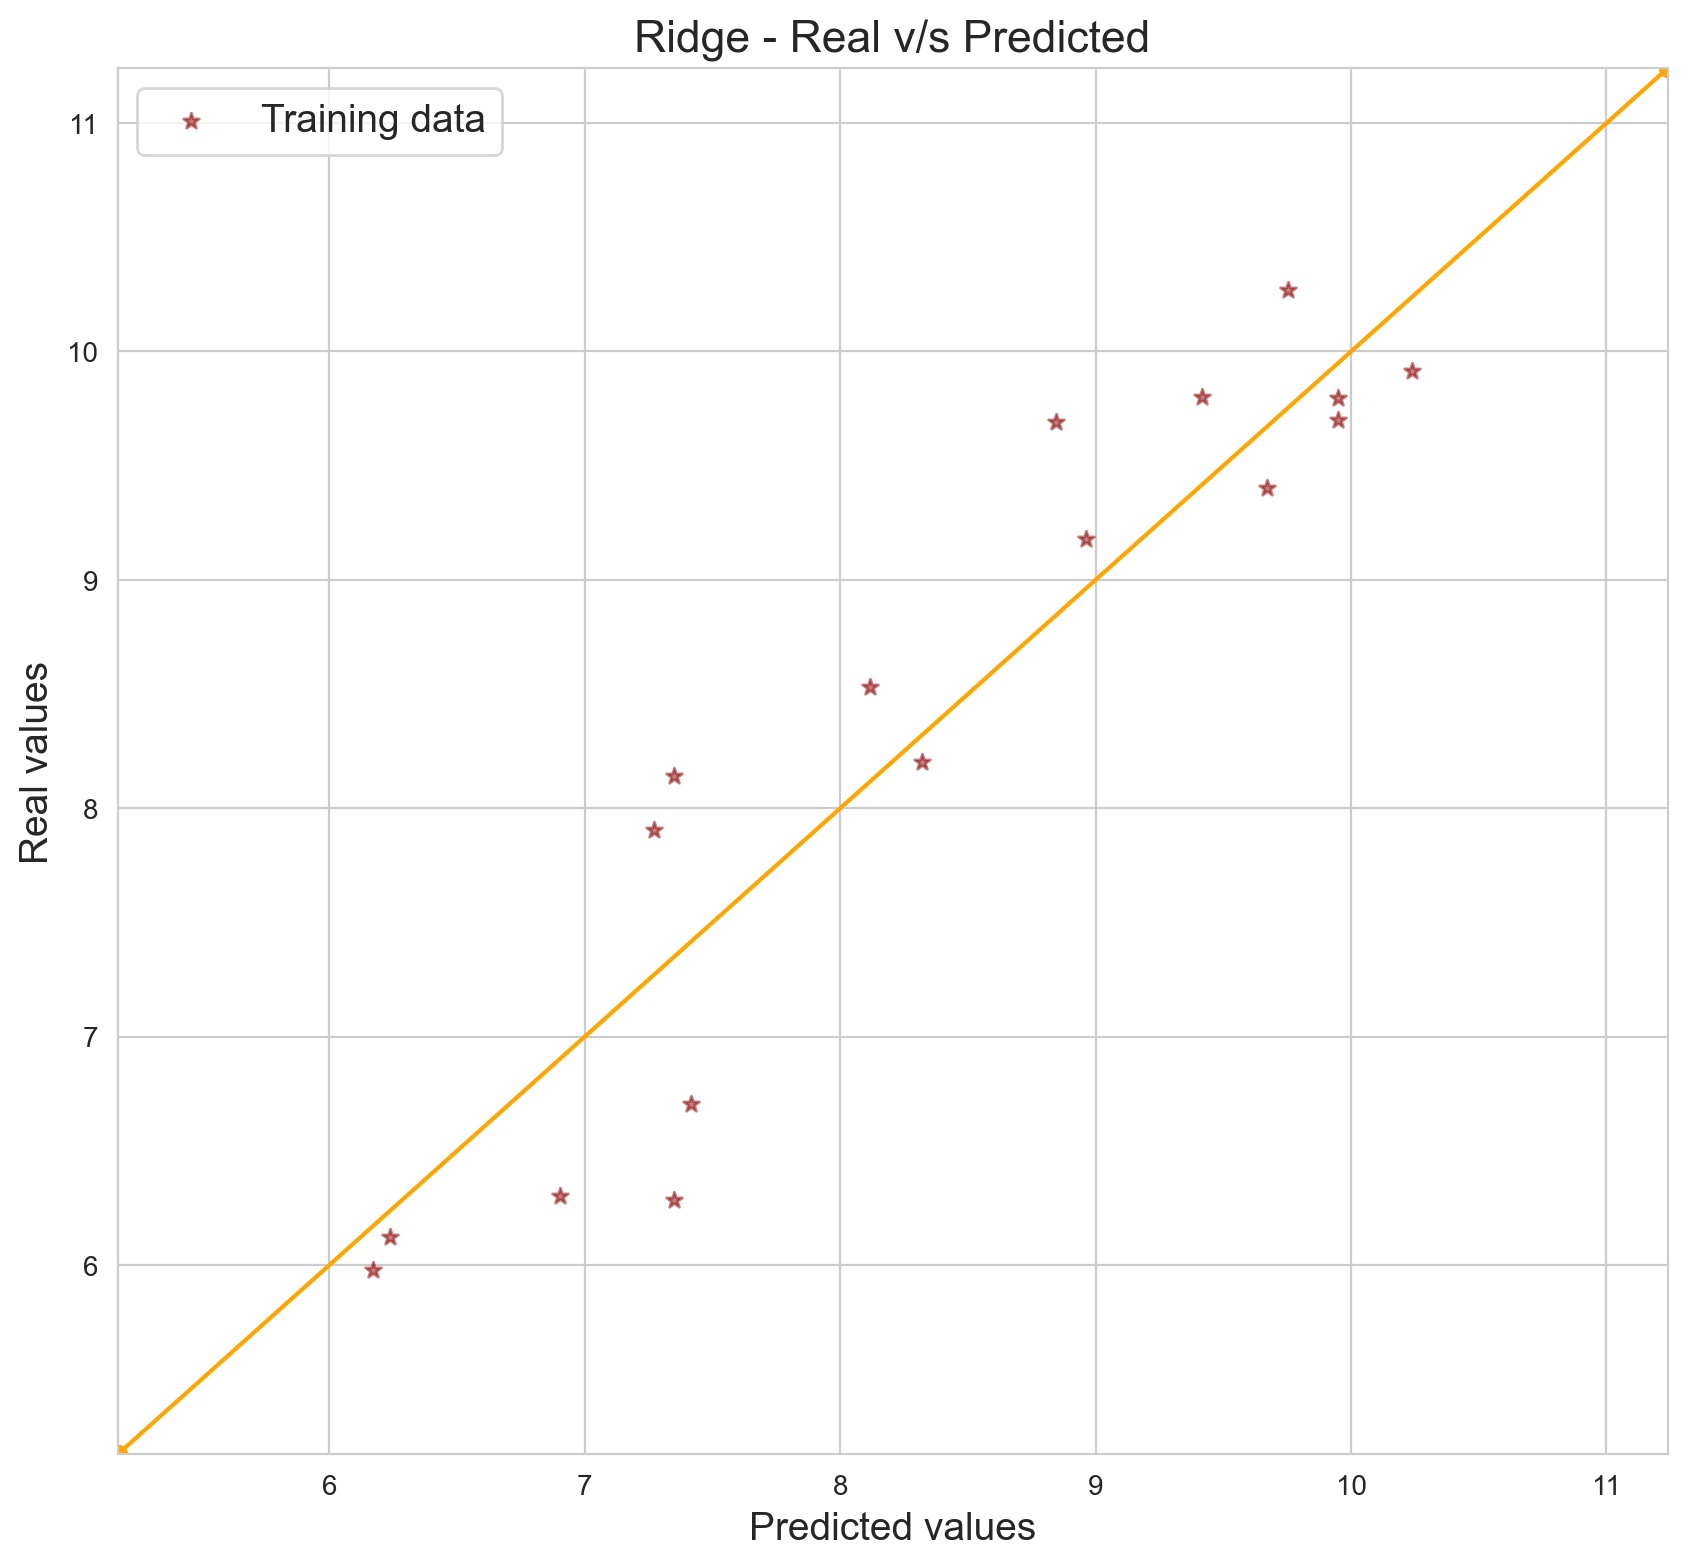 Ridge - Real v/s Predicted
Training data
11
10
9
8
7
6
Real values
6 7 8 9 10 11
Predicted values